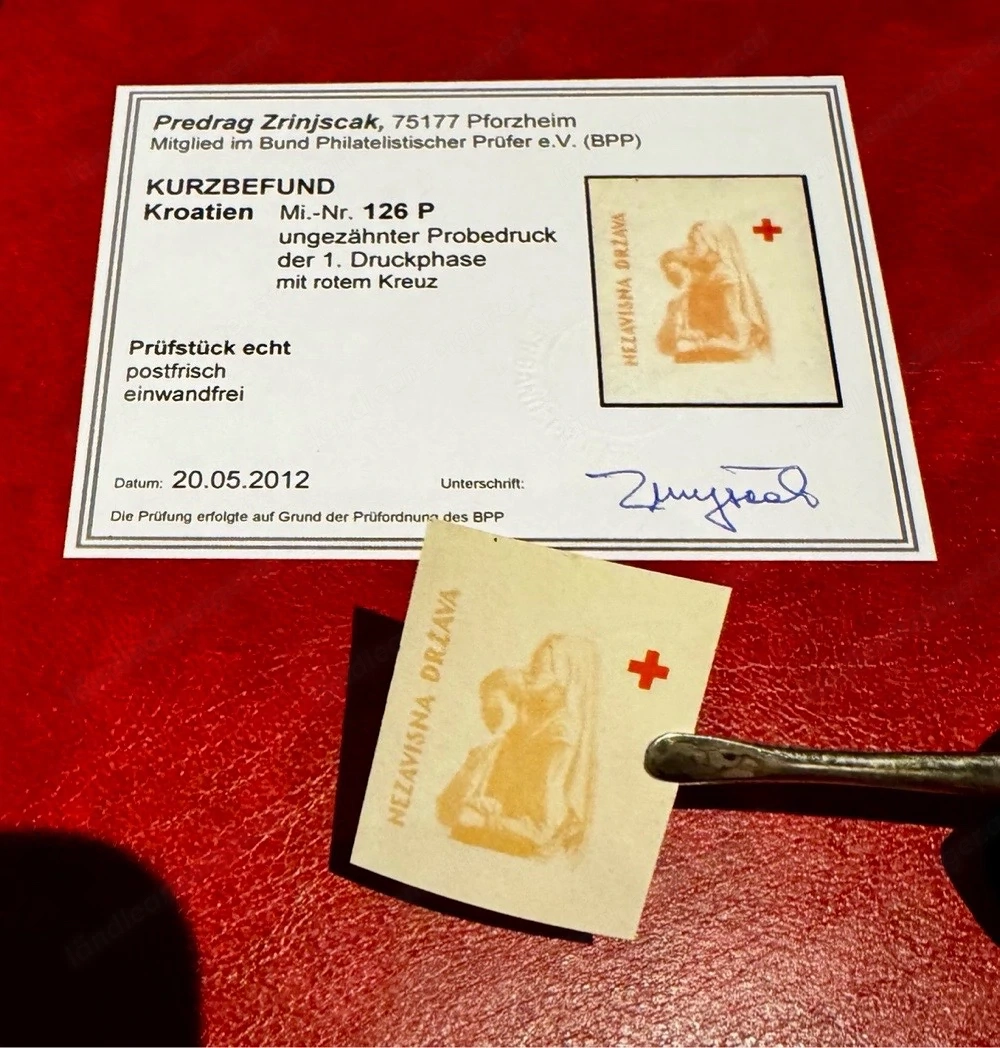 Predrag Zrinjscak, 75177 Pforzheim
Mitglied im Bund Philatelistischer Prüfer e.V. (BPP)
KURZBEFUND
Kroatien Mi.-Nr. 126 P
ungezähnter Probedruck
der 1. Druckphase
mit rotem Kreuz
NEZAVISNA DRŽAVA
Prüfstück echt
postfrisch
einwandfrei
Datum: 20.05.2012 Unterschrift:
Die Prüfung erfolgte auf Grund der Prüfordnung des BPP
NEZAVISNA DRŽAVA